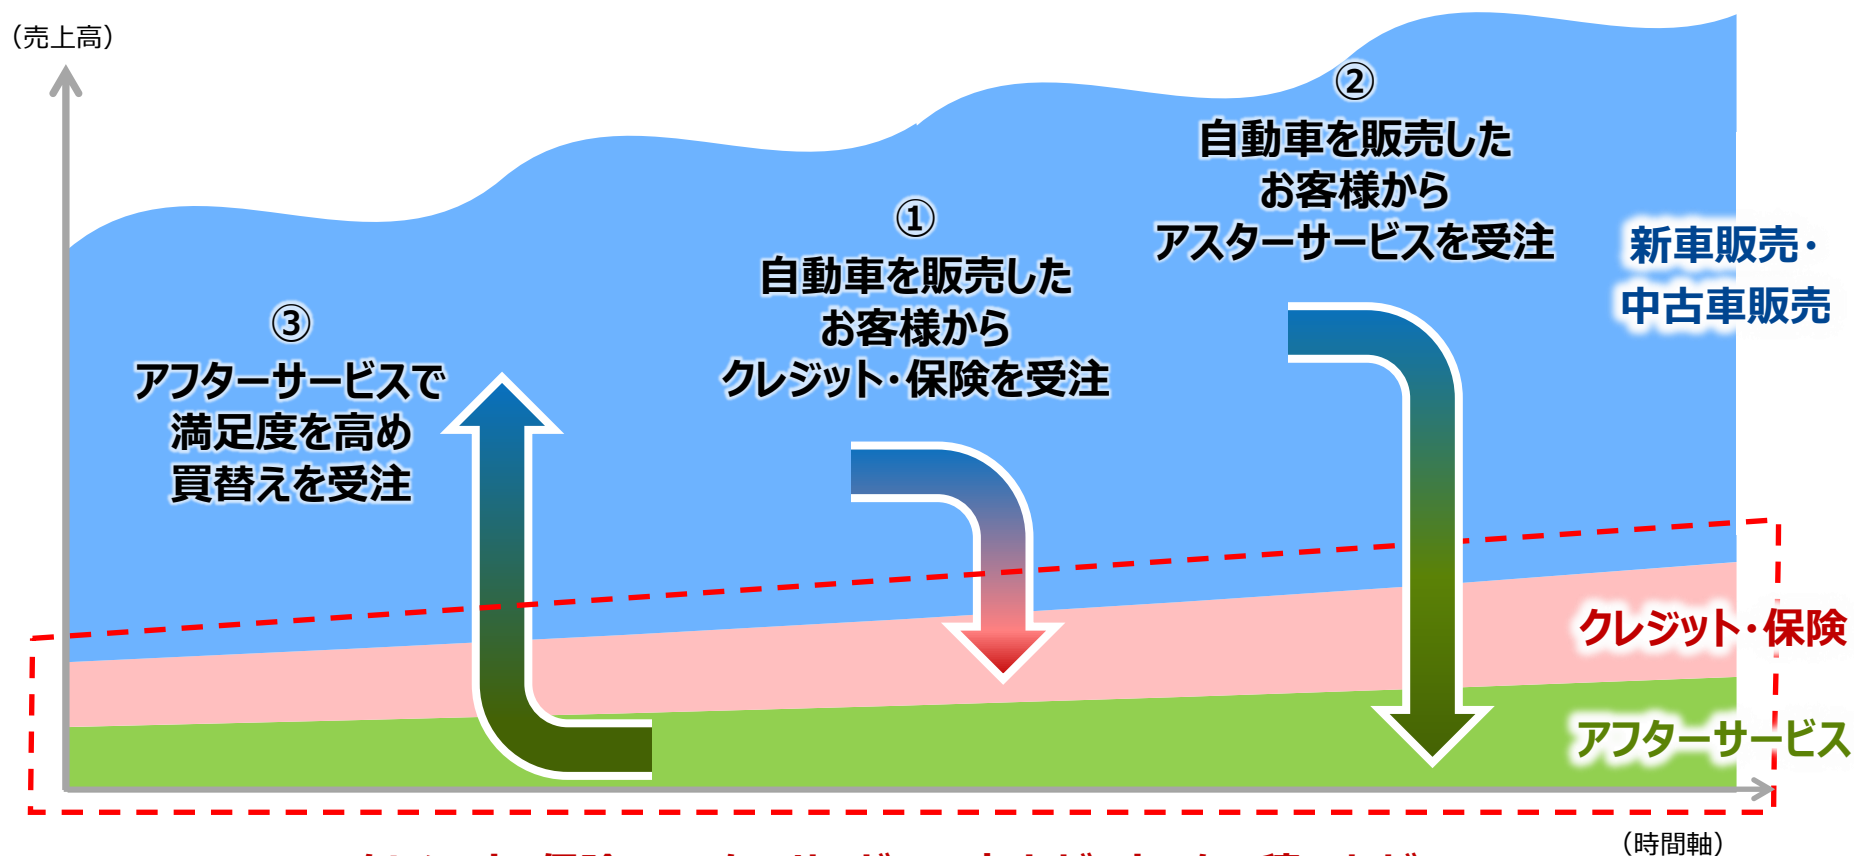 （売上高）
②
自動車を販売した
お客様から
アスターサービスを受注
①
自動車を販売した
お客様から
クレジット・保険を受注
③
アフターサービスで
満足度を高め
買替えを受注
新車販売・
中古車販売
クレジット・保険
アフターサービス
（時間軸）